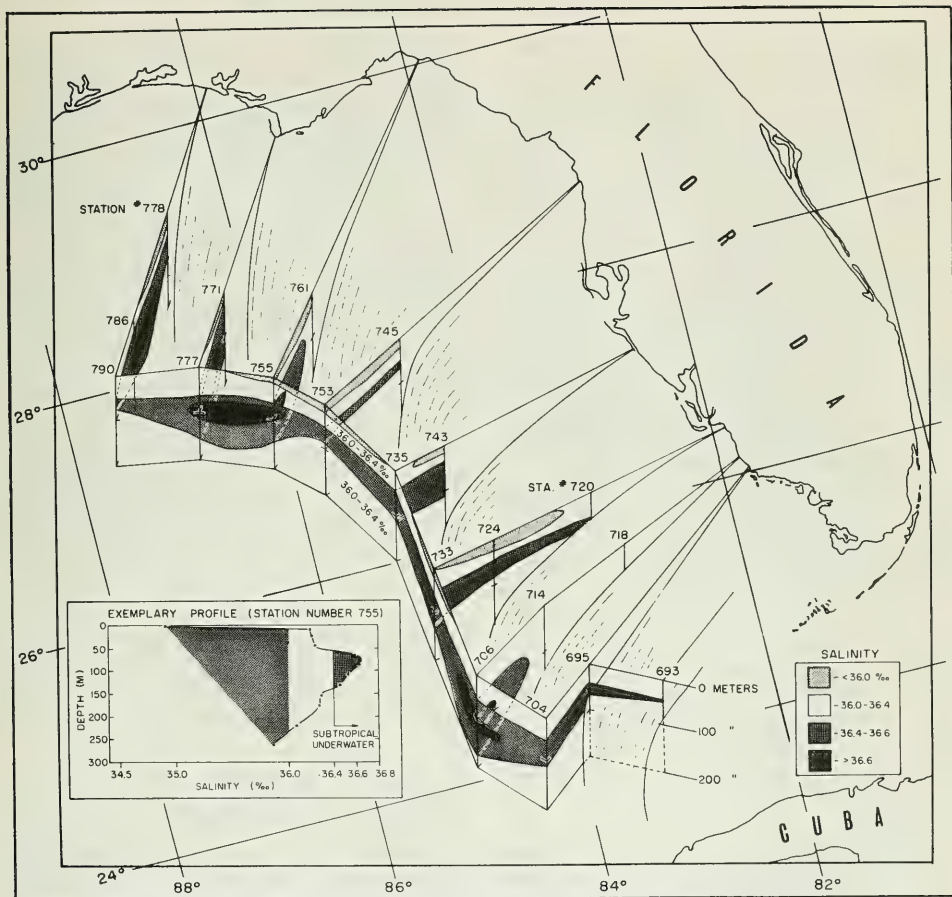 F L O R I D A
30°
STATION # 778
771
761
745
786
790
777
755
753
28°
36.0-36.4 ‰
36.0-36.4 ‰
735
743
STA. # 720
724
718
733
714
706
704
695
693
0 METERS
100 "
200 "
26°
EXEMPLARY PROFILE (STATION NUMBER 755)
DEPTH (M)
0
50
100
150
200
250
300
34.5 35.0 36.0 36.4 36.6 36.8
SALINITY (‰)
SUBTROPICAL
UNDERWATER
SALINITY
- <36.0 ‰
- 36.0-36.4
- 36.4-36.6
- >36.6
CUBA
24°
88° 86° 84° 82°